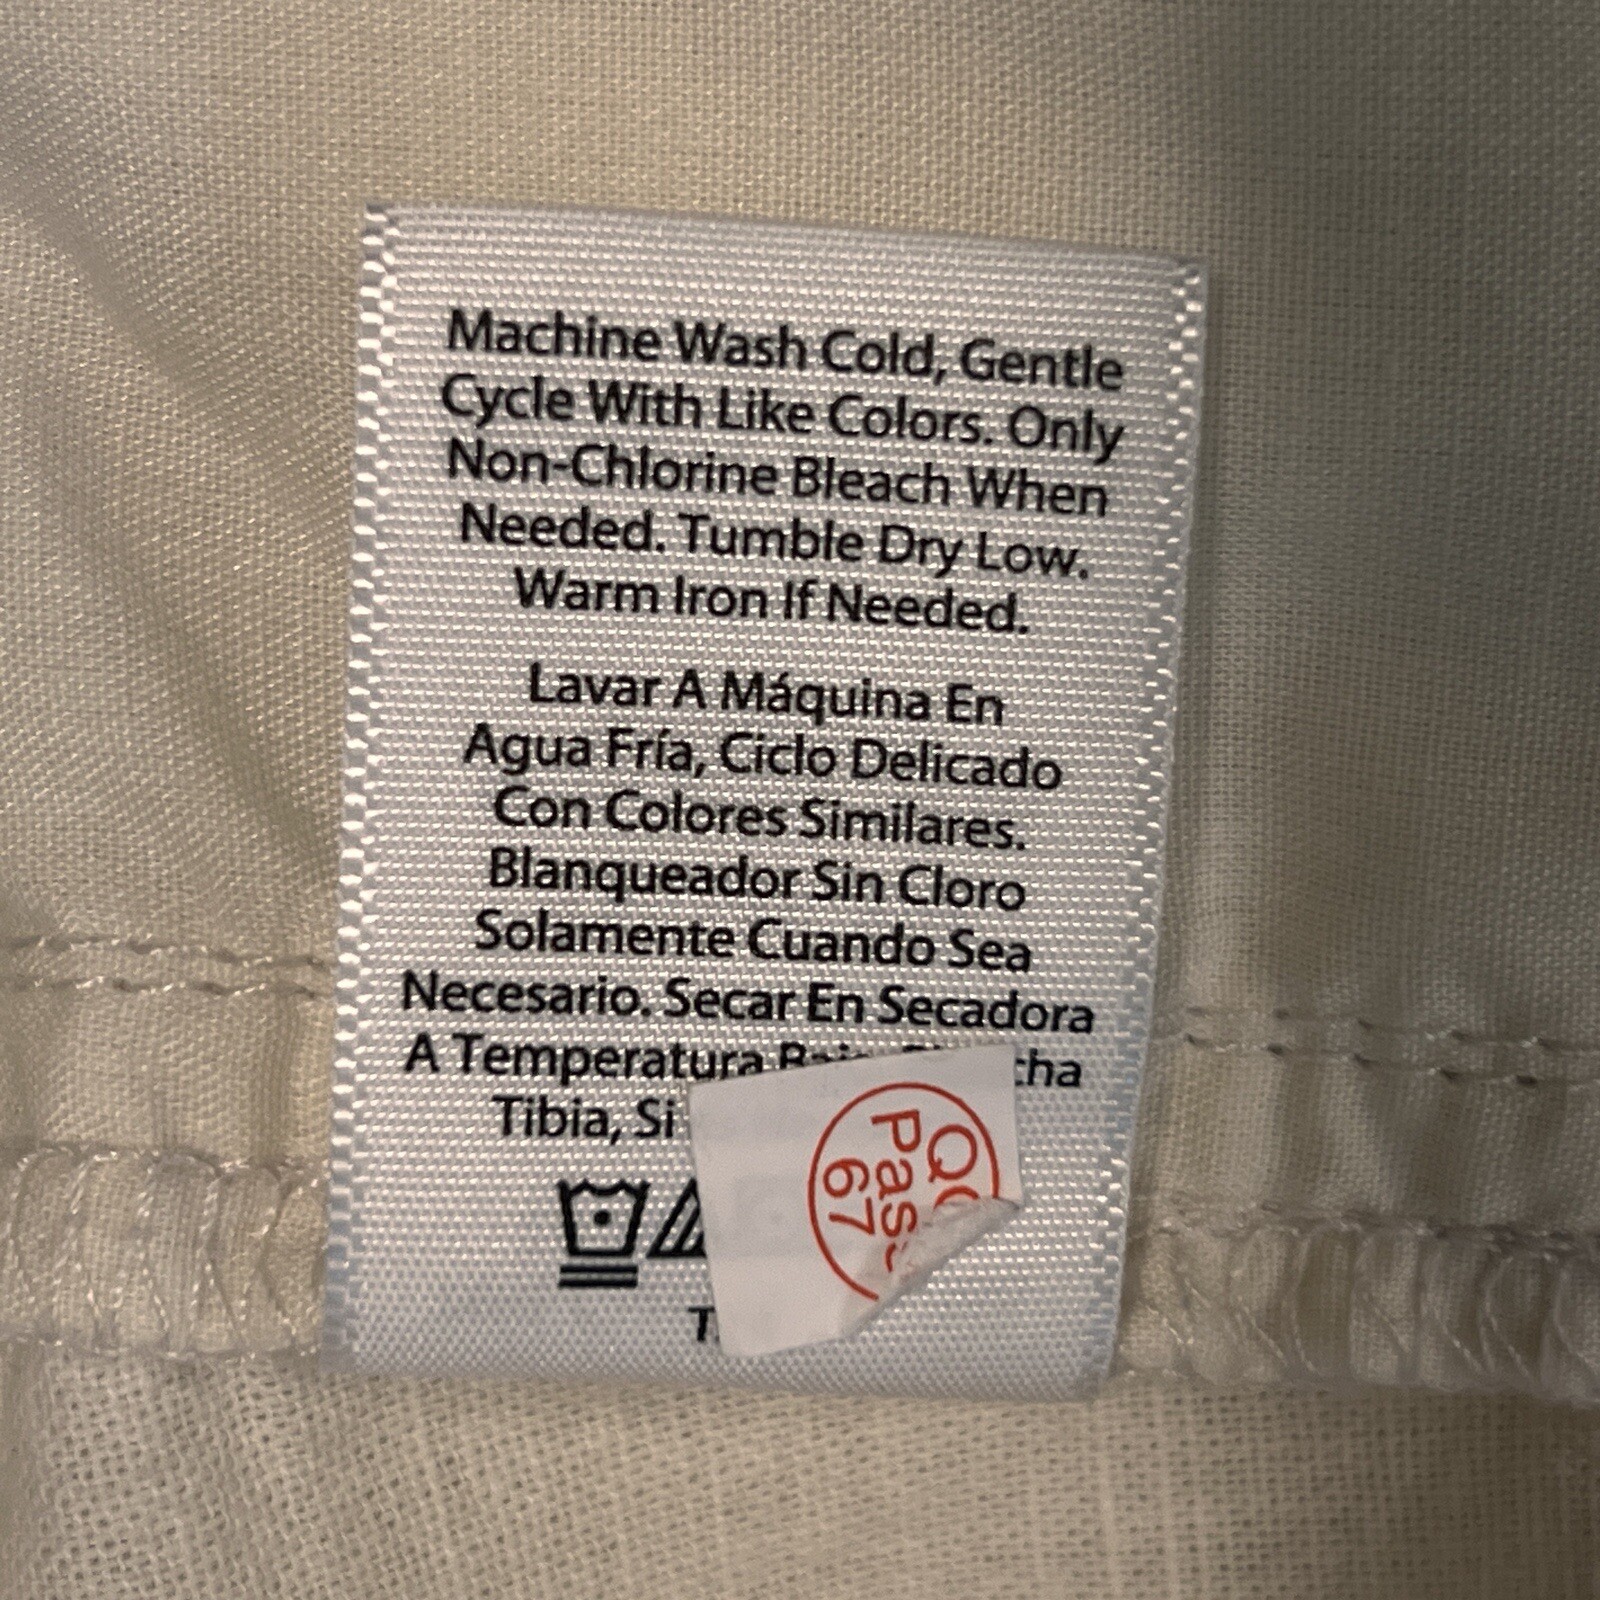 Machine Wash Cold, Gentle
Cycle With Like Colors. Only
Non-Chlorine Bleach When
Needed. Tumble Dry Low.
Warm Iron If Needed.
Lavar A Máquina En
Agua Fría, Ciclo Delicado
Con Colores Similares.
Blanqueador Sin Cloro
Solamente Cuando Sea
Necesario. Secar En Secadora
A Temperatura
Tibia, Si
Pass
67